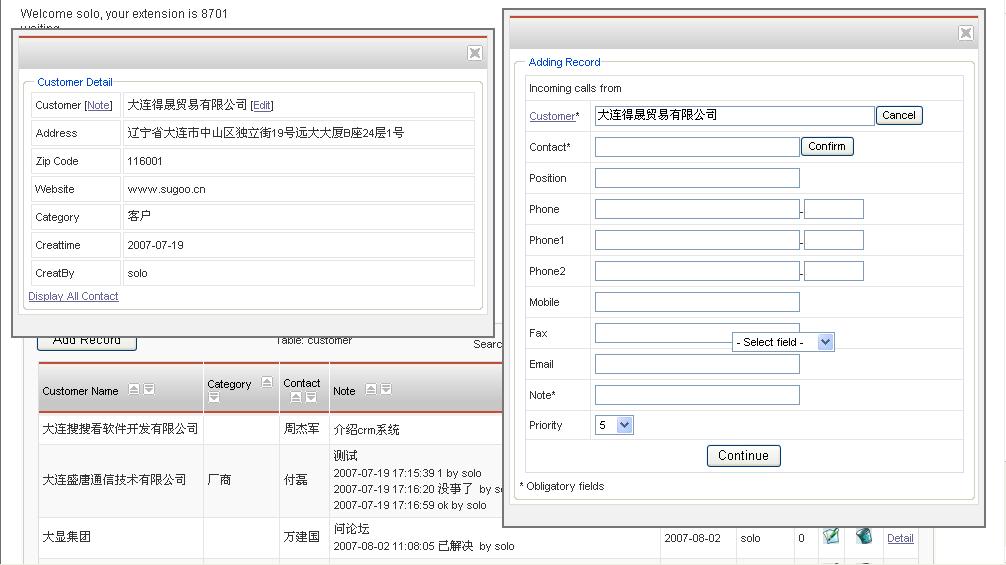 Welcome solo, your extension is 8701
waiting
Customer Detail
Customer [Note] 大连得晟贸易有限公司 [Edit]
Address 辽宁省大连市中山区独立街19号远大大厦B座24层1号
Zip Code 116001
Website www.sugoo.cn
Category 客户
Creattime 2007-07-19
CreatBy solo
Display All Contact
Adding Record
Incoming calls from
Customer* 大连得晟贸易有限公司 Cancel
Contact* Confirm
Position
Phone -
Phone1 -
Phone2 -
Mobile
Fax
- Select field -
Email
Note*
Priority 5
Continue
* Obligatory fields
Add Record Table: customer Searc
Customer Name Category Contact Note
大连搜搜看软件开发有限公司 周杰军 介绍crm系统
大连盛唐通信技术有限公司 厂商 付磊 测试
2007-07-19 17:15:39 1 by solo
2007-07-19 17:16:20 没事了 by so
2007-07-19 17:16:59 ok by solo
大显集团 万建国 问论坛
2007-08-02 11:08:05 已解决 by solo
2007-08-02 solo 0 Detail